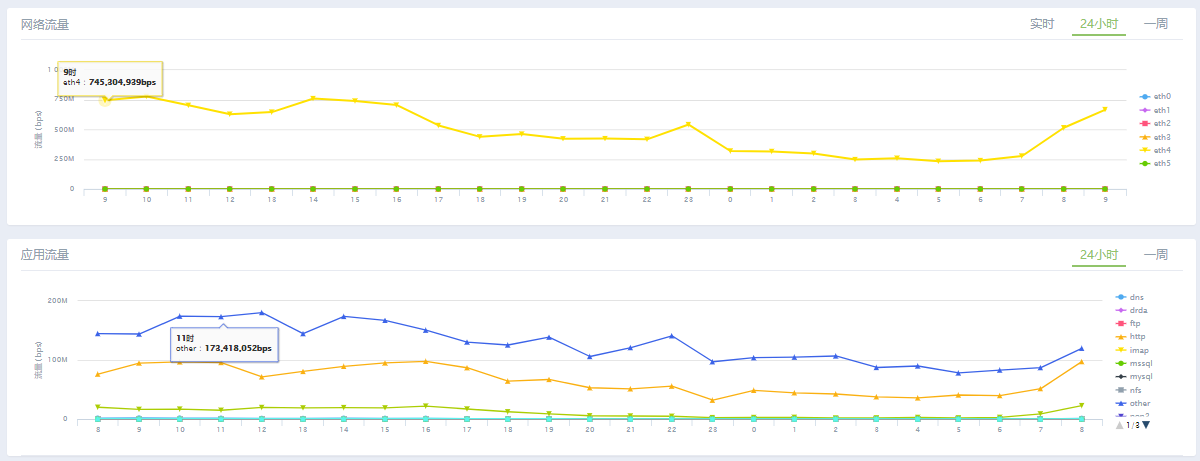 网络流量
实时 24小时 一周
9时
eth4 : 745,304,939bps
750M
500M
250M
0
流量 (bps)
9 10 11 12 13 14 15 16 17 18 19 20 21 22 23 0 1 2 3 4 5 6 7 8 9
eth0
eth1
eth2
eth3
eth4
eth5
应用流量
24小时 一周
200M
100M
0
流量 (bps)
11时
other : 173,418,052bps
8 9 10 11 12 13 14 15 16 17 18 19 20 21 22 23 0 1 2 3 4 5 6 7 8
dns
drda
ftp
http
imap
mssql
mysql
nfs
other
1/3